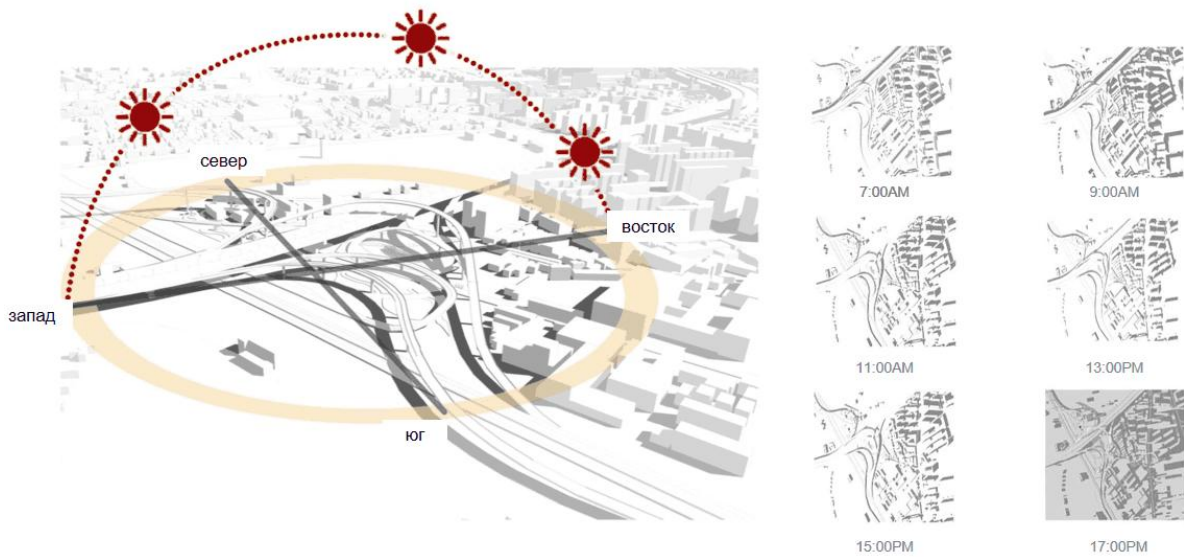 север
восток
запад
юг
7:00AM
9:00AM
11:00AM
13:00PM
15:00PM
17:00PM